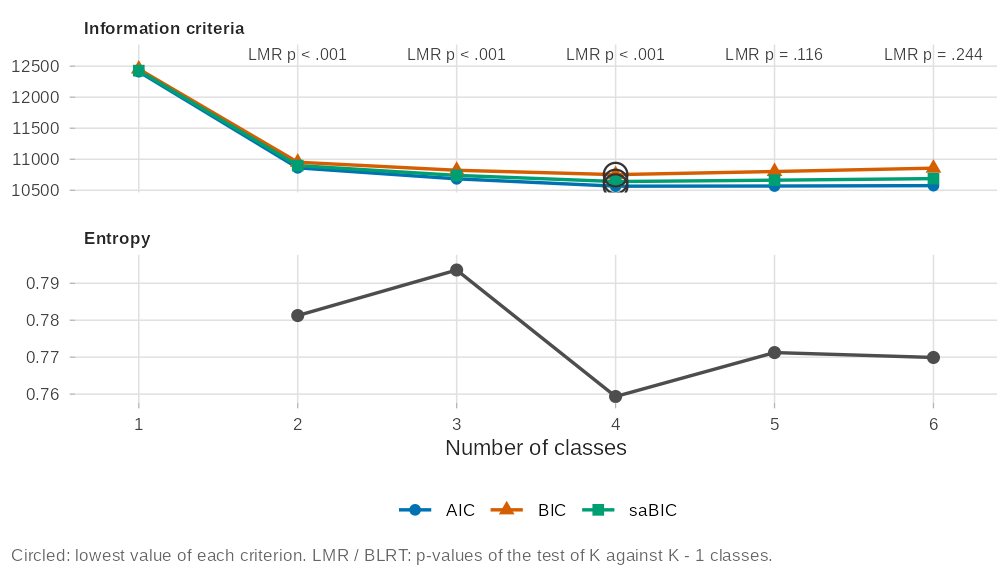 Information criteria
LMR p < .001 LMR p < .001 LMR p < .001 LMR p = .116 LMR p = .244
12500
12000
11500
11000
10500
Entropy
0.79
0.78
0.77
0.76
1 2 3 4 5 6
Number of classes
AIC BIC saBIC
Circled: lowest value of each criterion. LMR / BLRT: p-values of the test of K against K - 1 classes.